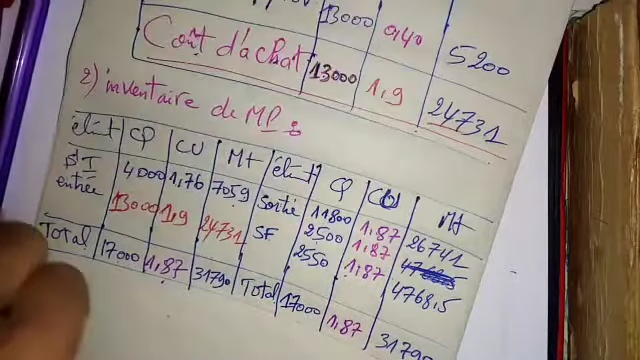 13000 0,40 5200
Coût d'achat 13000 1,9 24731
2) inventaire de MP :
élmt CP CU Mt élmt Q CU Mt
SI 4000 1,76 7059 Sortie 11800 1.87 26741
entrée 13000 1,9 24731 SF 2500 1.87
2550 1.87 4768,5
Total 17000 1,87 31790 Total 17000 1,87 31790